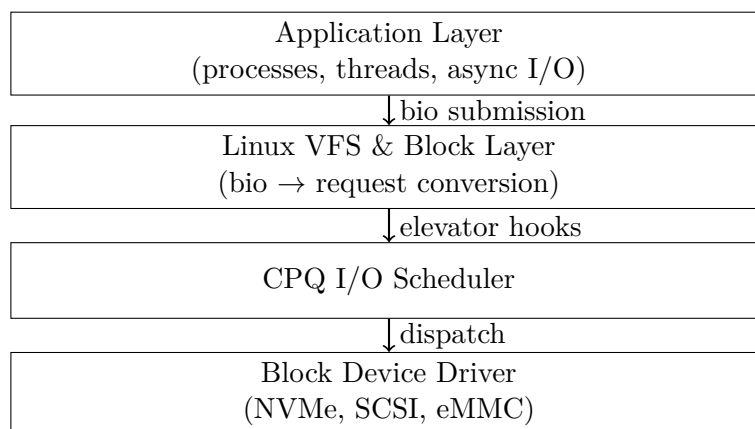 Application Layer
(processes, threads, async I/O)
bio submission
Linux VFS & Block Layer
(bio → request conversion)
elevator hooks
CPQ I/O Scheduler
dispatch
Block Device Driver
(NVMe, SCSI, eMMC)